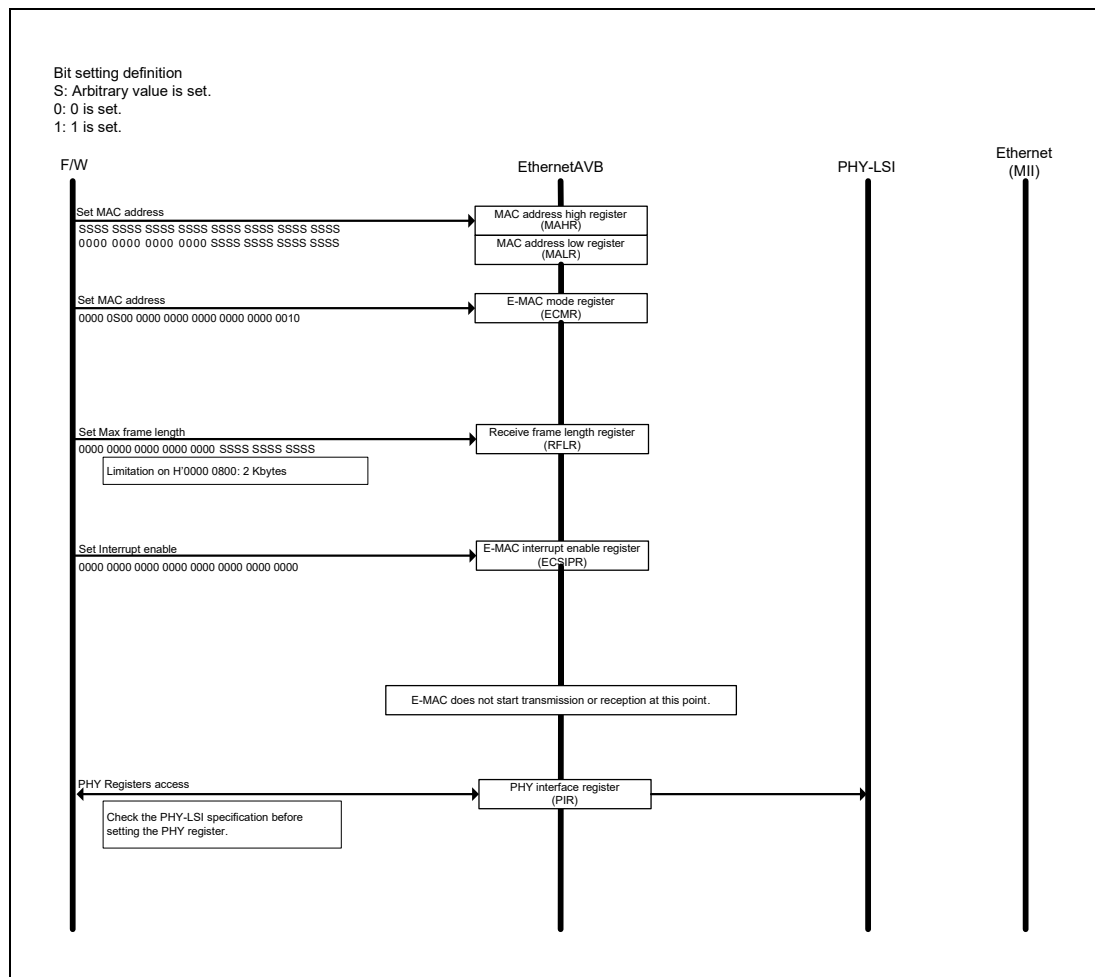 Bit setting definition
S: Arbitrary value is set.
0: 0 is set.
1: 1 is set.
F/W
EthernetAVB
PHY-LSI
Ethernet
(MII)
Set MAC address
SSSS SSSS SSSS SSSS SSSS SSSS SSSS SSSS
0000 0000 0000 0000 SSSS SSSS SSSS SSSS
MAC address high register
(MAHR)
MAC address low register
(MALR)
Set MAC address
0000 0S00 0000 0000 0000 0000 0000 0010
E-MAC mode register
(ECMR)
Set Max frame length
0000 0000 0000 0000 0000 SSSS SSSS SSSS
Limitation on H'0000 0800: 2 Kbytes
Receive frame length register
(RFLR)
Set Interrupt enable
0000 0000 0000 0000 0000 0000 0000 0000
E-MAC interrupt enable register
(ECSIPR)
E-MAC does not start transmission or reception at this point.
PHY Registers access
PHY interface register
(PIR)
Check the PHY-LSI specification before
setting the PHY register.